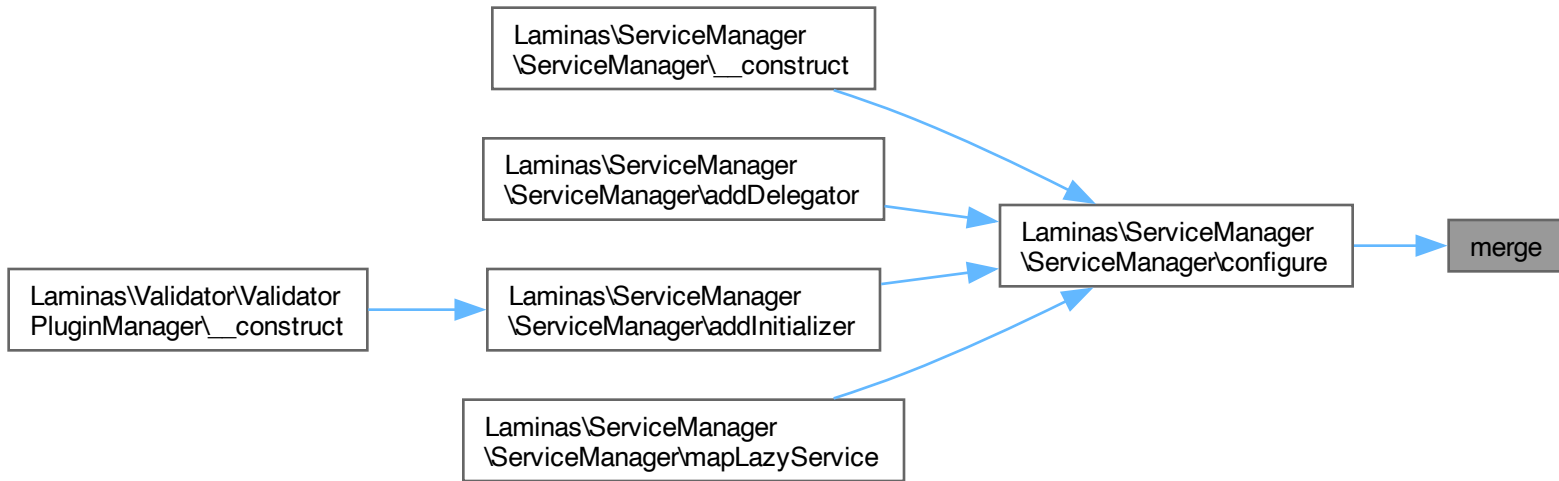 Laminas\ServiceManager
\ServiceManager\__construct
Laminas\ServiceManager
\ServiceManager\addDelegator
Laminas\ServiceManager
\ServiceManager\configure
merge
Laminas\Validator\Validator
PluginManager\__construct
Laminas\ServiceManager
\ServiceManager\addInitializer
Laminas\ServiceManager
\ServiceManager\mapLazyService